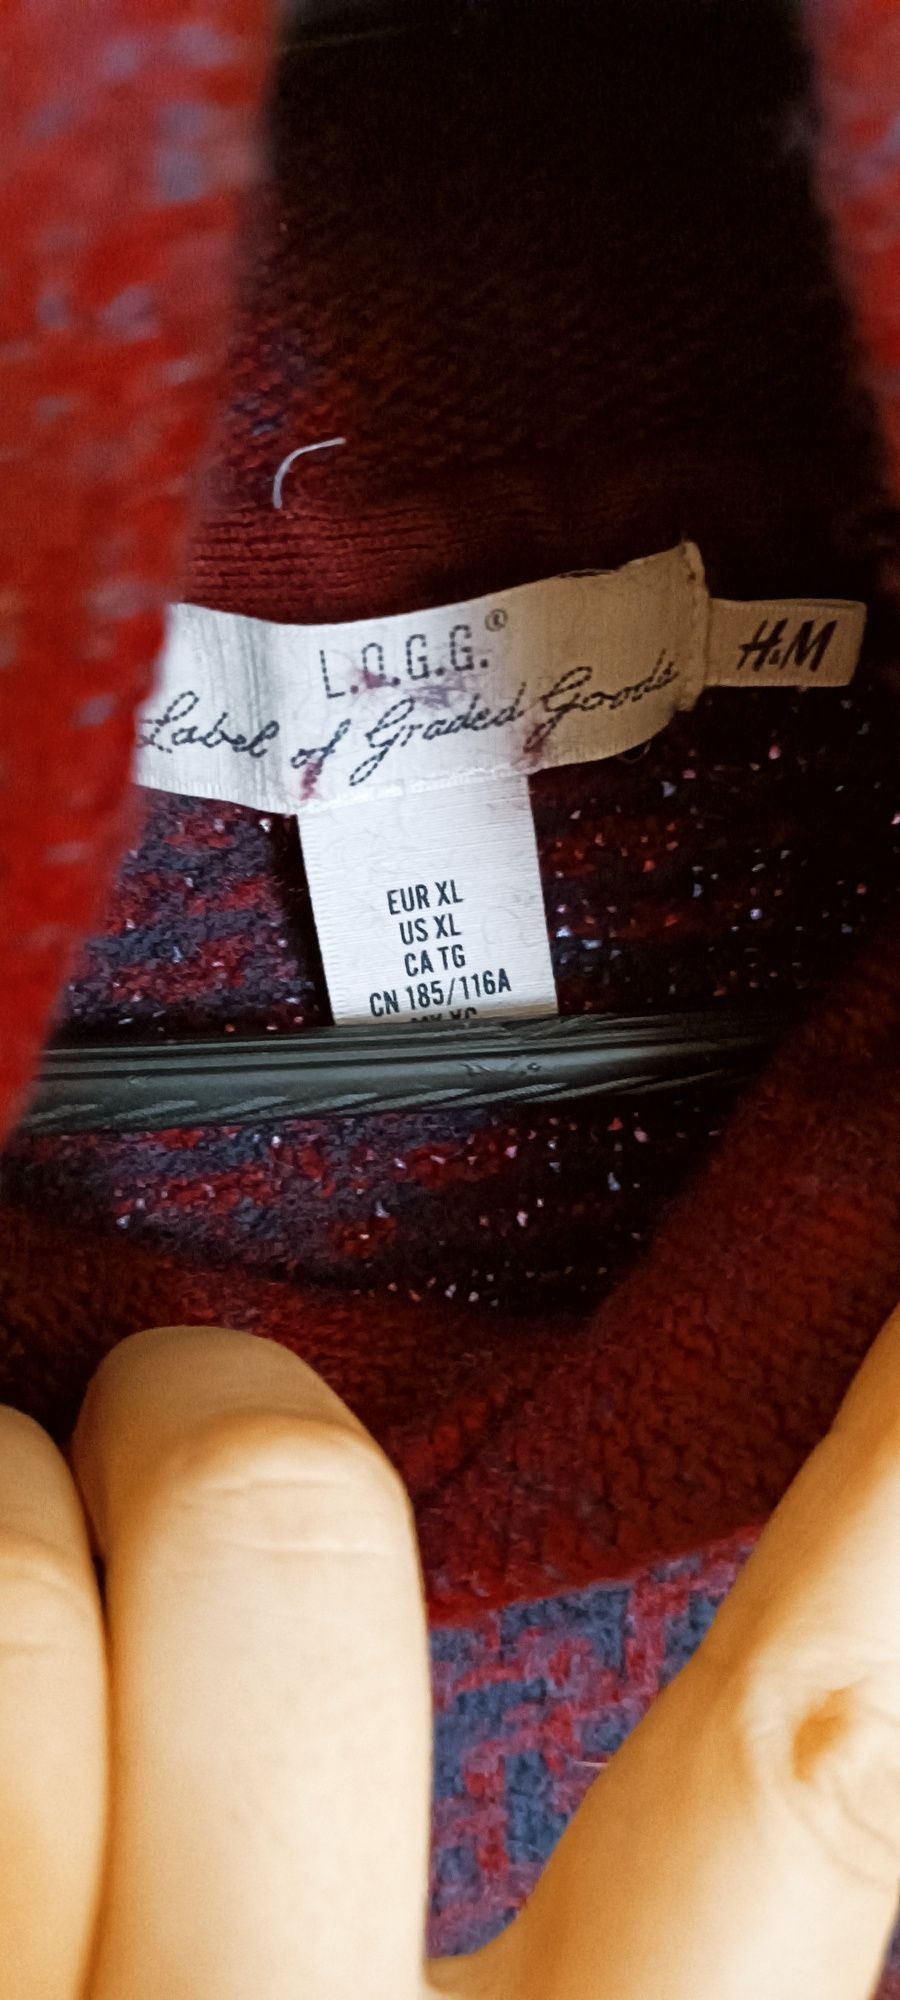 L.O.G.G.®
Label of Graded Goods
H&M
EUR XL
US XL
CA TG
CN 185/116A